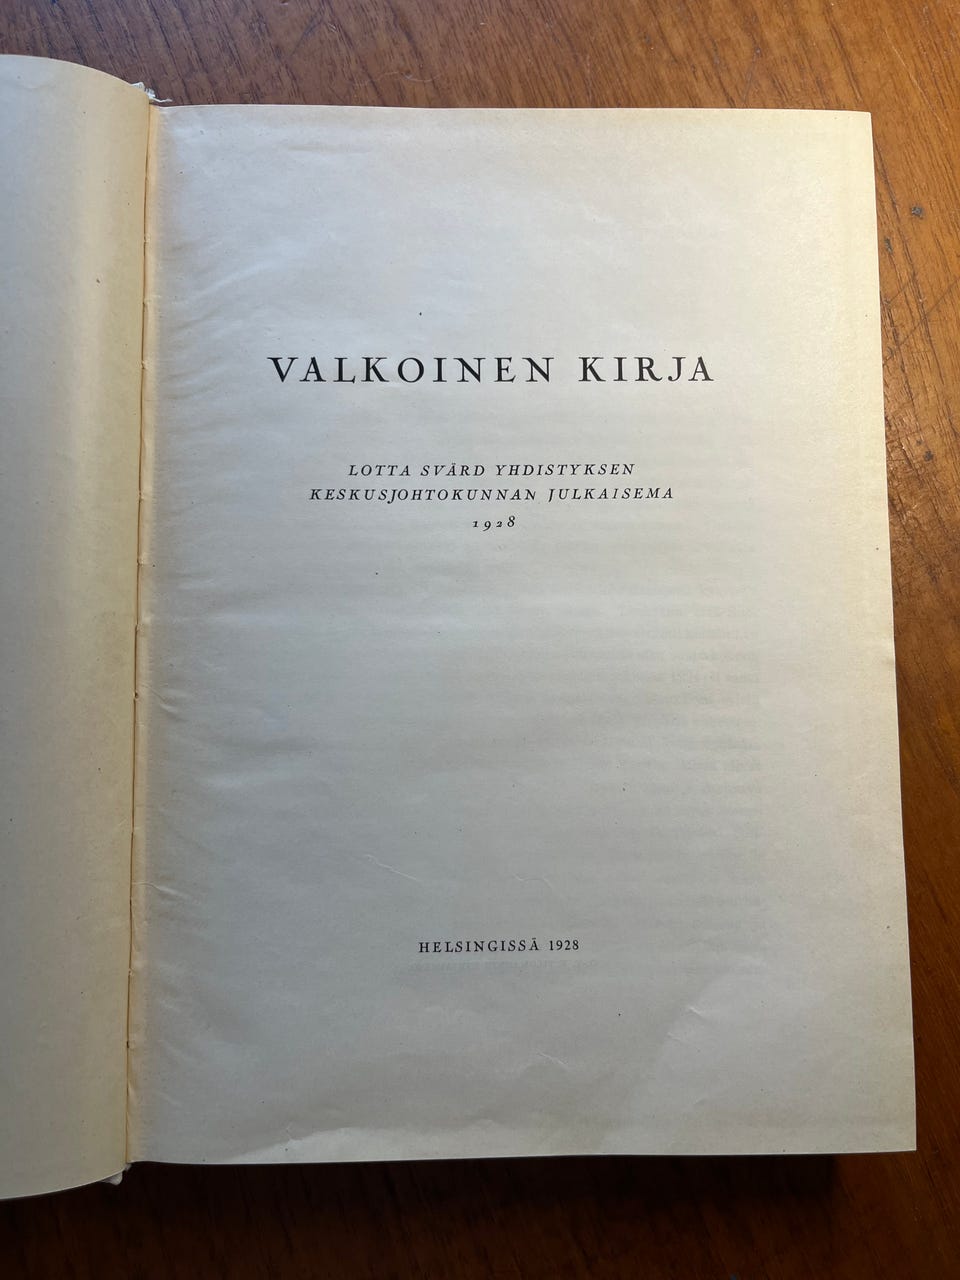 VALKOINEN KIRJA
LOTTA SVÄRD YHDISTYKSEN
KESKUSJOHTOKUNNAN JULKAISEMA
1928
HELSINGISSÄ 1928